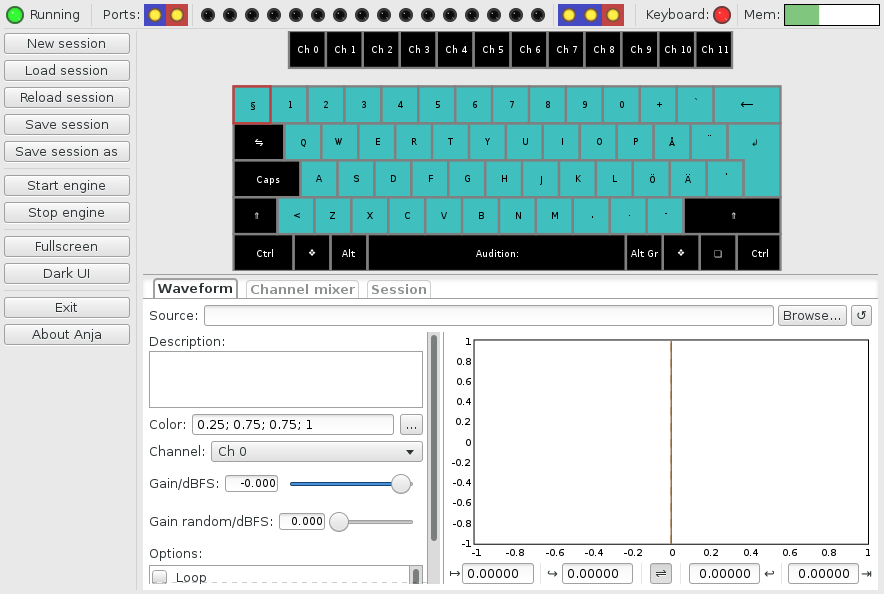 Running Ports: Keyboard: Mem:
New session
Load session
Reload session
Save session
Save session as
Start engine
Stop engine
Fullscreen
Dark UI
Exit
About Anja
Ch 0 Ch 1 Ch 2 Ch 3 Ch 4 Ch 5 Ch 6 Ch 7 Ch 8 Ch 9 Ch 10 Ch 11
§ 1 2 3 4 5 6 7 8 9 0 + ` ←
⇋ Q W E R T Y U I O P Å ¨ ↲
Caps A S D F G H J K L Ö Ä '
⇑ < Z X C V B N M , . - ⇑
Ctrl ❖ Alt Audition: Alt Gr ❖ ❏ Ctrl
Waveform Channel mixer Session
Source: Browse... ↺
Description:
Color: 0.25; 0.75; 0.75; 1 ...
Channel: Ch 0
Gain/dBFS: -0.000
Gain random/dBFS: 0.000
Options:
Loop
1
0.8
0.6
0.4
0.2
0
-0.2
-0.4
-0.6
-0.8
-1
-1 -0.8 -0.6 -0.4 -0.2 0 0.2 0.4 0.6 0.8 1
↦ 0.00000 ↪ 0.00000 ⇌ 0.00000 ↩ 0.00000 ⇥